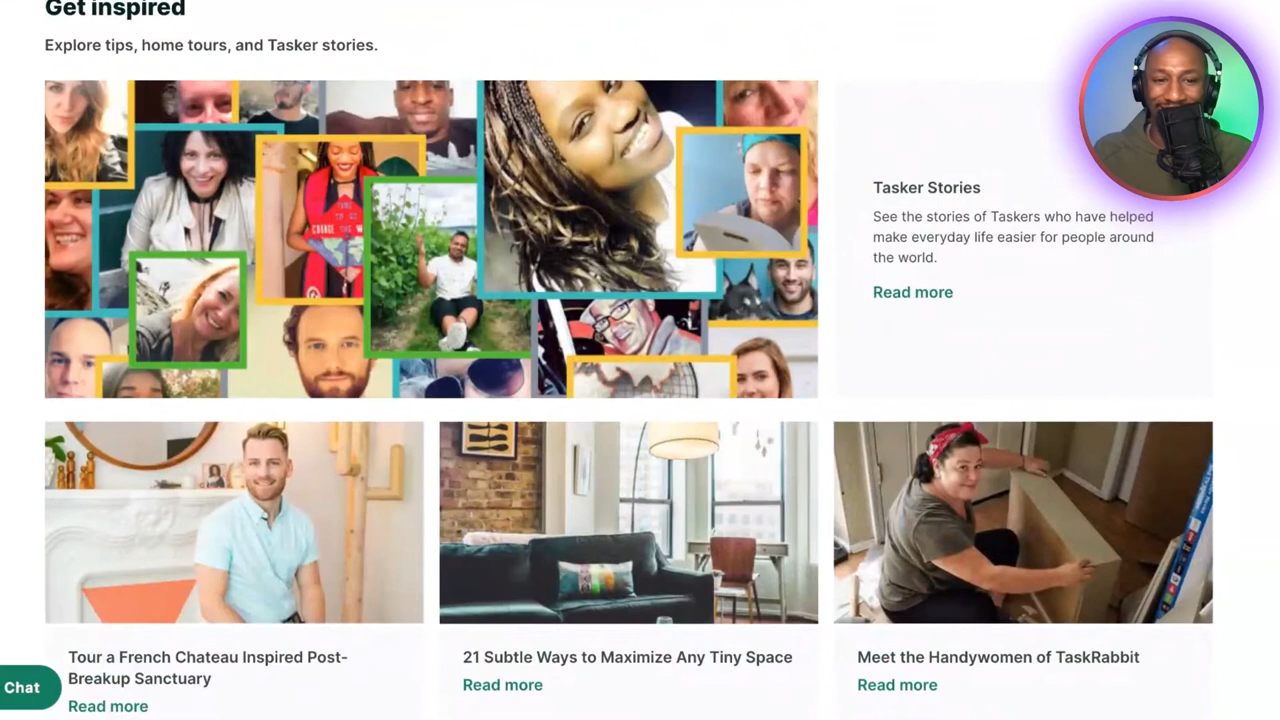 Get inspired
Explore tips, home tours, and Tasker stories.
Tasker Stories
See the stories of Taskers who have helped
make everyday life easier for people around
the world.
Read more
Tour a French Chateau Inspired Post-
Breakup Sanctuary
Read more
21 Subtle Ways to Maximize Any Tiny Space
Read more
Meet the Handywomen of TaskRabbit
Read more
Chat